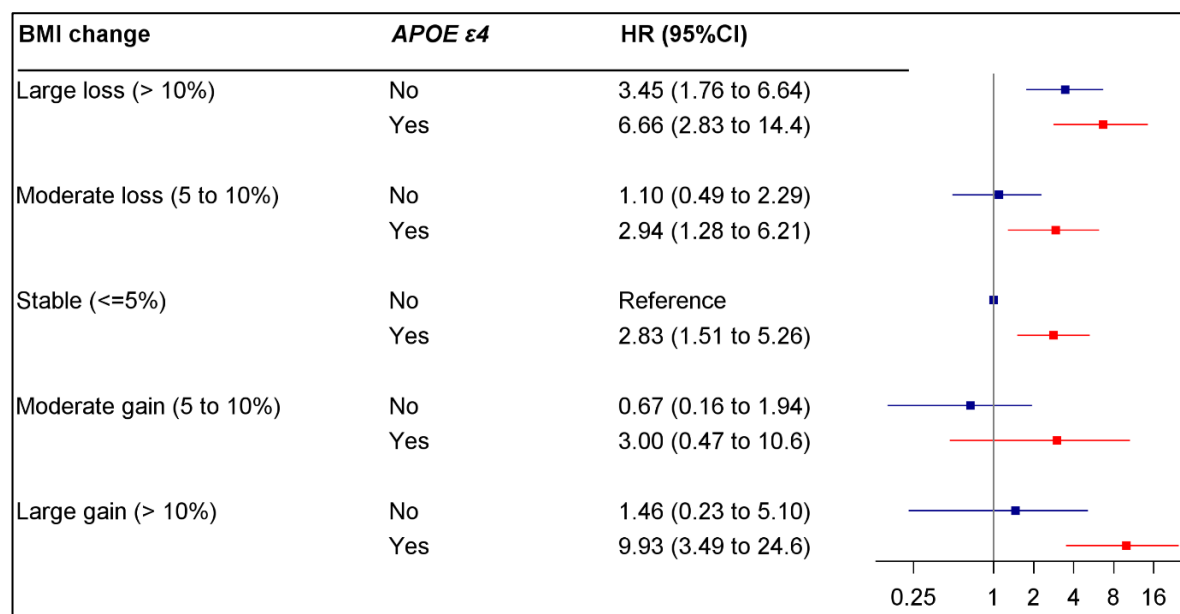 BMI change APOE ε4 HR (95%CI)
Large loss (> 10%) No 3.45 (1.76 to 6.64)
Yes 6.66 (2.83 to 14.4)
Moderate loss (5 to 10%) No 1.10 (0.49 to 2.29)
Yes 2.94 (1.28 to 6.21)
Stable (<=5%) No Reference
Yes 2.83 (1.51 to 5.26)
Moderate gain (5 to 10%) No 0.67 (0.16 to 1.94)
Yes 3.00 (0.47 to 10.6)
Large gain (> 10%) No 1.46 (0.23 to 5.10)
Yes 9.93 (3.49 to 24.6)
0.25 1 2 4 8 16